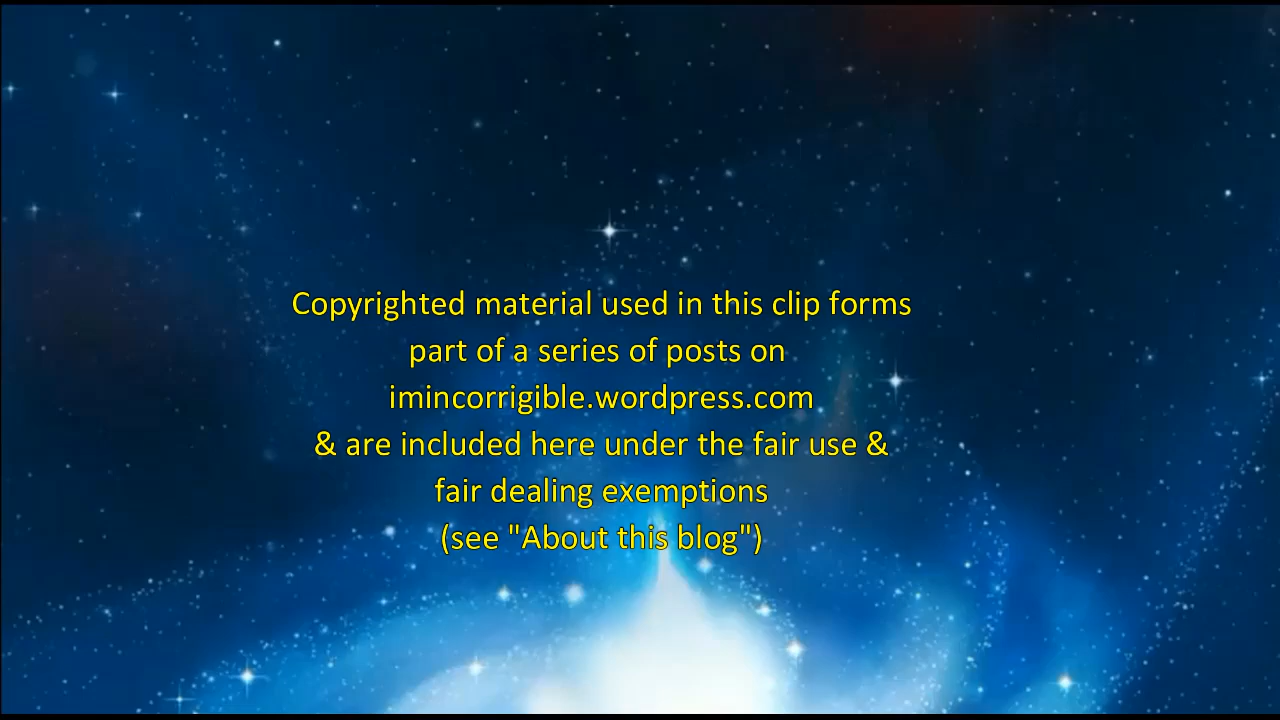 Copyrighted material used in this clip forms
part of a series of posts on
imincorrigible.wordpress.com
& are included here under the fair use &
fair dealing exemptions
(see "About this blog")